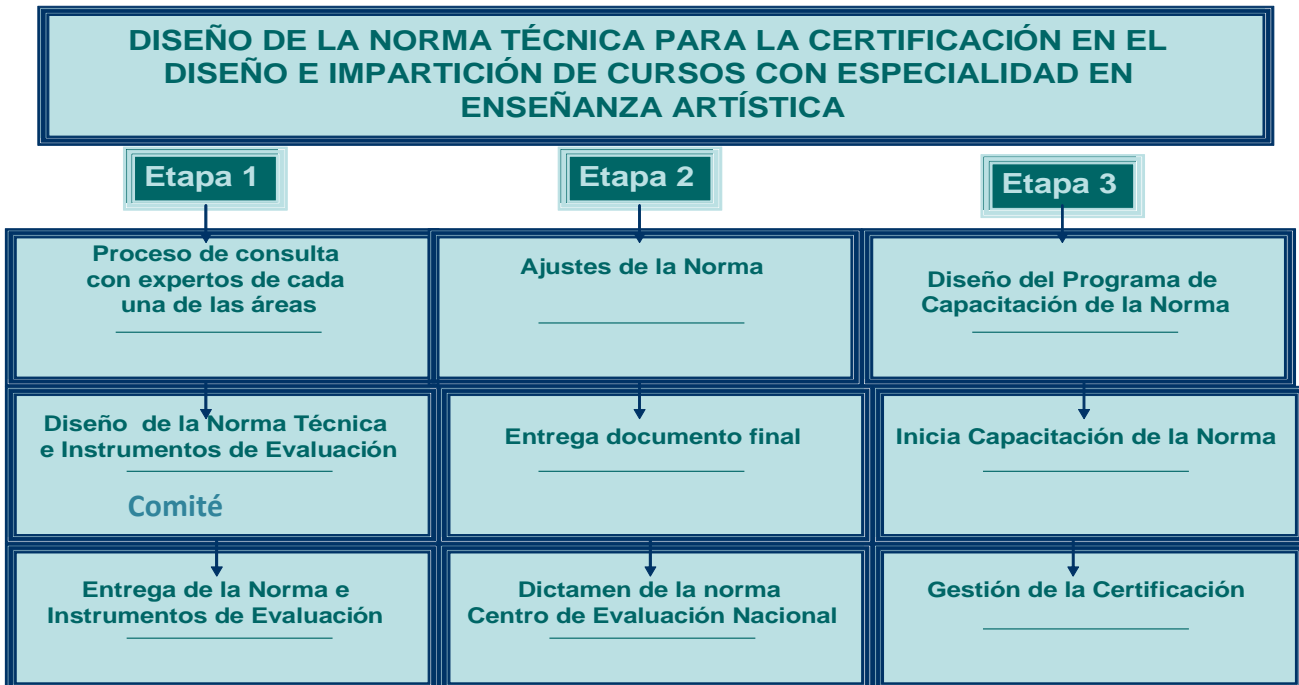 DISEÑO DE LA NORMA TÉCNICA PARA LA CERTIFICACIÓN EN EL
DISEÑO E IMPARTICIÓN DE CURSOS CON ESPECIALIDAD EN
ENSEÑANZA ARTÍSTICA
Etapa 1
Proceso de consulta
con expertos de cada
una de las áreas
Diseño de la Norma Técnica
e Instrumentos de Evaluación
Comité
Entrega de la Norma e
Instrumentos de Evaluación
Etapa 2
Ajustes de la Norma
Entrega documento final
Dictamen de la norma
Centro de Evaluación Nacional
Etapa 3
Diseño del Programa de
Capacitación de la Norma
Inicia Capacitación de la Norma
Gestión de la Certificación